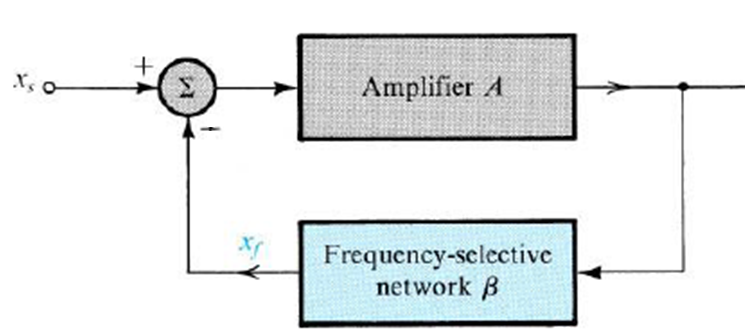 +
x_s
Σ
Amplifier A
−
x_f
Frequency-selective
network β